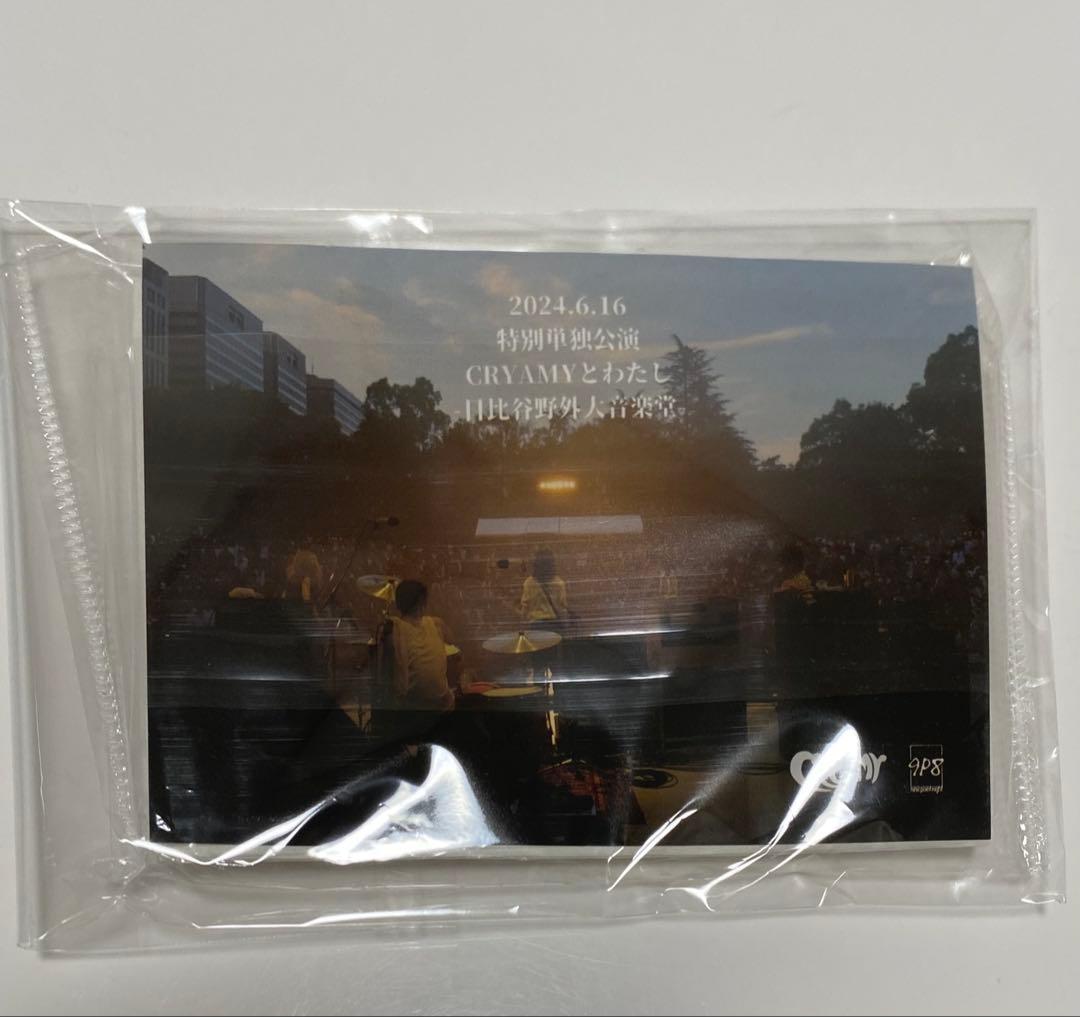 2024.6.16
特別単独公演
CRYAMYとわたし
-日比谷野外大音楽堂-
CRYAMY
9P8